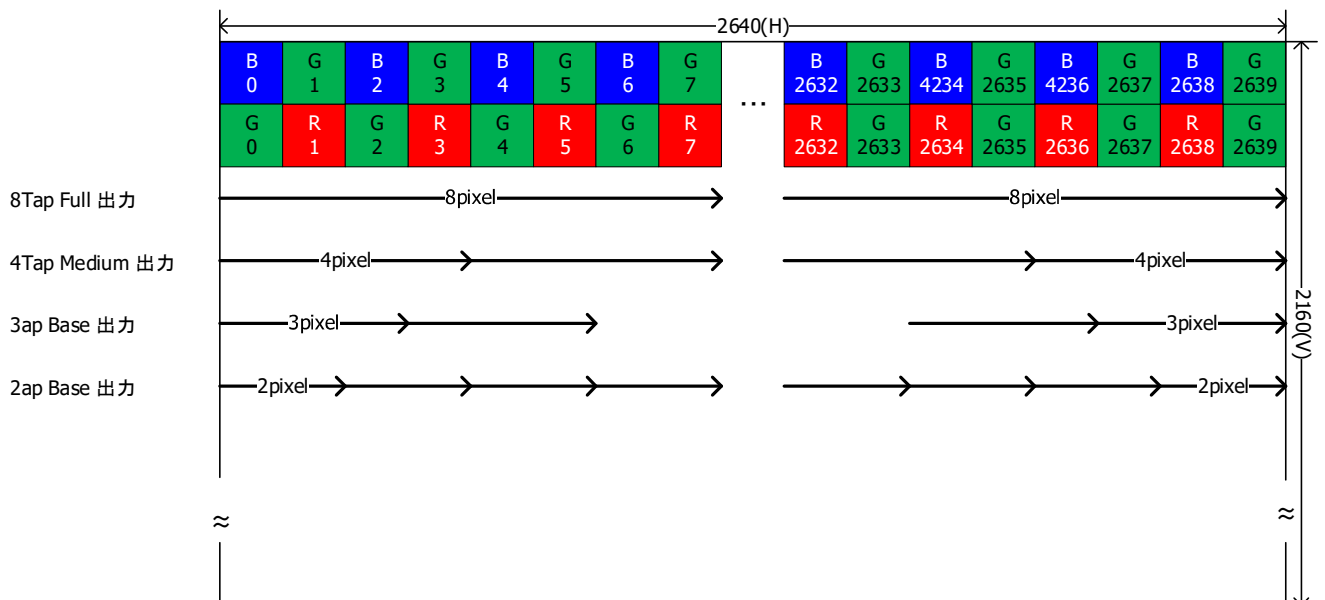 2640(H)
B G B G B G B G B G B G B G B G
0 1 2 3 4 5 6 7 2632 2633 4234 2635 4236 2637 2638 2639
...
G R G R G R G R R G R G R G R G
0 1 2 3 4 5 6 7 2632 2633 2634 2635 2636 2637 2638 2639
8Tap Full 出力 8pixel 8pixel
4Tap Medium 出力 4pixel 4pixel
3ap Base 出力 3pixel 3pixel
2ap Base 出力 2pixel 2pixel
2160(V)
≈ ≈